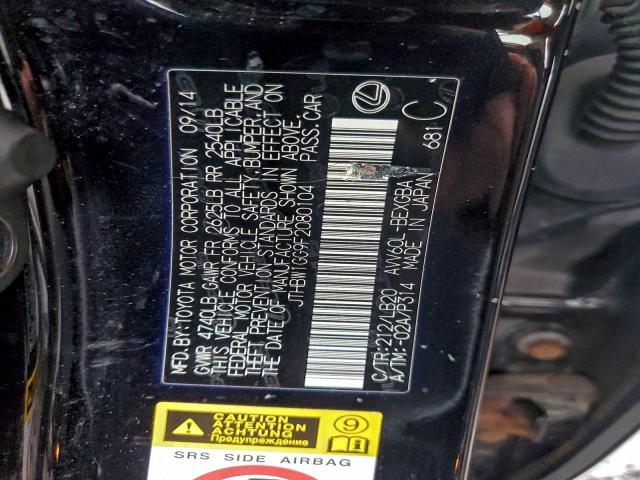 MFD. BY: TOYOTA MOTOR CORPORATION 09/14
GVWR 4740LB GAWR FR 2625LB RR 2540LB
THIS VEHICLE CONFORMS TO ALL APPLICABLE
FEDERAL MOTOR VEHICLE SAFETY, BUMPER, AND
THEFT PREVENTION STANDARDS IN EFFECT ON
THE DATE OF MANUFACTURE SHOWN ABOVE.
JTHBW1GG9F2080104 PASS. CAR
C/TR: 212/LB20 AVV60L-BEXGBA
A/TM: -02A/P314 MADE IN JAPAN
681 C
CAUTION
ATTENTION
ACHTUNG
Предупреждение
SRS SIDE AIRBAG